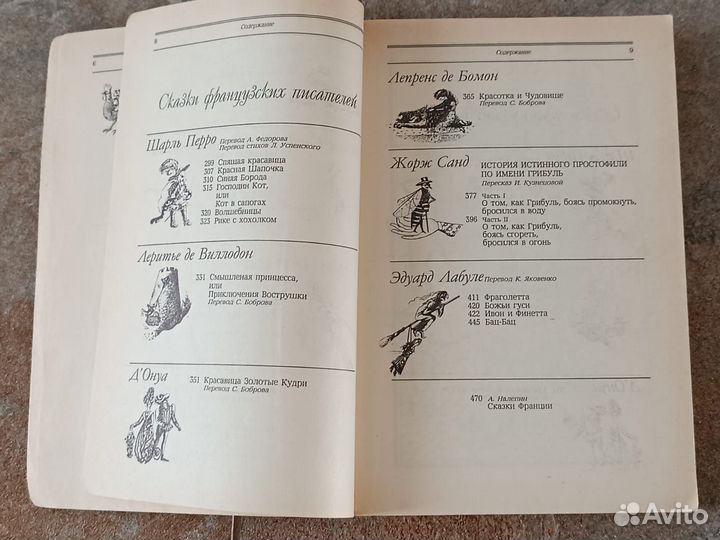 6
8
Содержание
Сказки французских писателей
Шарль Перро
Перевод А. Федорова
Перевод стихов Л. Успенского
299 Спящая красавица
307 Красная Шапочка
310 Синяя Борода
315 Господин Кот,
или
Кот в сапогах
320 Волшебницы
323 Рике с хохолком
Леритье де Виллодон
331 Смышленая принцесса,
или
Приключения Вострушки
Перевод С. Боброва
Д'Онуа
351 Красавица Золотые Кудри
Перевод С. Боброва
Содержание
9
Лепренс де Бомон
365 Красотка и Чудовище
Перевод С. Боброва
Жорж Санд
ИСТОРИЯ ИСТИННОГО ПРОСТОФИЛИ
ПО ИМЕНИ ГРИБУЛЬ
Пересказ И. Кузнецовой
377 Часть I
О том, как Грибуль, боясь промокнуть,
бросился в воду
396 Часть II
О том, как Грибуль,
боясь сгореть,
бросился в огонь
Эдуард Лабуле Перевод К. Яковенко
411 Фраголетта
420 Божьи гуси
422 Ивон и Финетта
445 Бац-Бац
470 А. Налепин
Сказки Франции
Avito